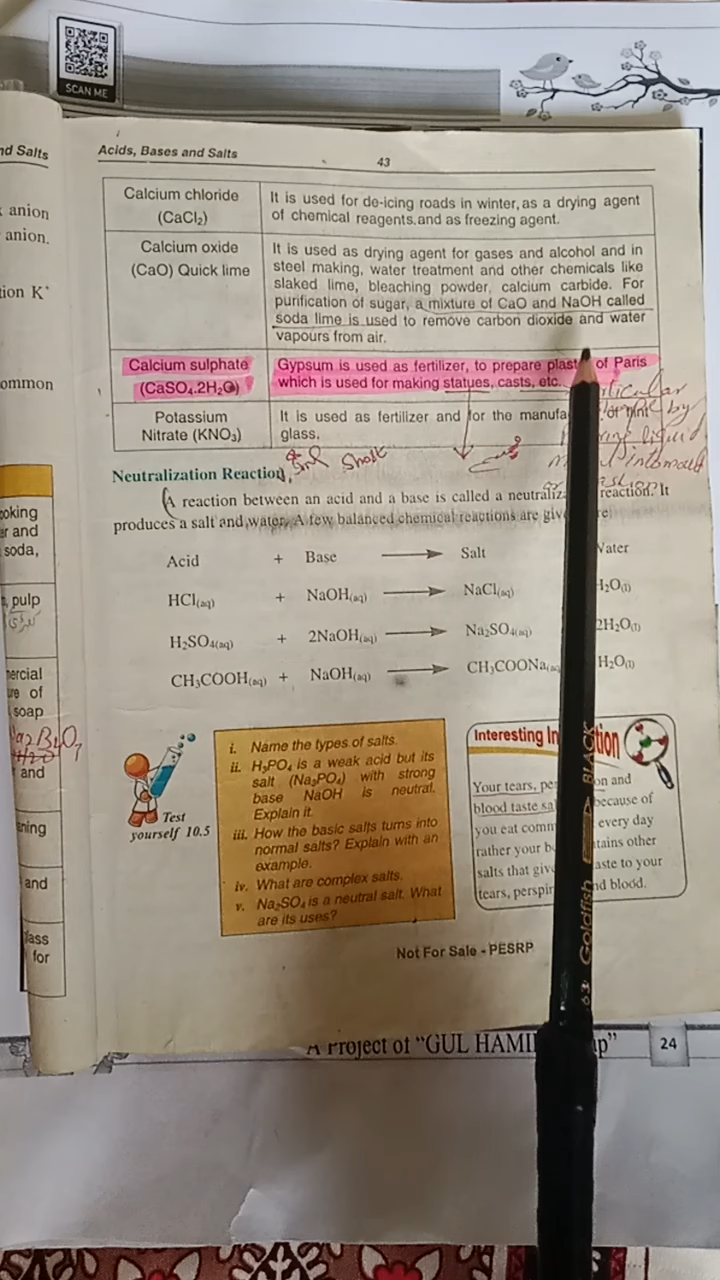 SCAN ME
nd Salts
anion
anion.
tion K+
ommon
ooking
er and
soda,
pulp
mercial
ure of
soap
and
ning
and
lass
for
Acids, Bases and Salts
43
Calcium chloride
(CaCl₂)
It is used for de-icing roads in winter, as a drying agent
of chemical reagents.and as freezing agent.
Calcium oxide
(CaO) Quick lime
It is used as drying agent for gases and alcohol and in
steel making, water treatment and other chemicals like
slaked lime, bleaching powder, calcium carbide. For
purification of sugar, a mixture of CaO and NaOH called
soda lime is used to remove carbon dioxide and water
vapours from air.
Calcium sulphate
(CaSO₄.2H₂O)
Gypsum is used as fertilizer, to prepare plast of Paris
which is used for making statues, casts, etc.
Potassium
Nitrate (KNO₃)
It is used as fertilizer and for the manufa of flint
glass.
Short
liquid
Neutralization Reaction
A reaction between an acid and a base is called a neutraliz reaction. It
produces a salt and water. A few balanced chemical reactions are giv re
Acid + Base ⟶ Salt Water
HCl(aq) + NaOH(aq) ⟶ NaCl(aq) H₂O(l)
H₂SO₄(aq) + 2NaOH(aq) ⟶ Na₂SO₄(aq) 2H₂O(l)
CH₃COOH(aq) + NaOH(aq) ⟶ CH₃COONa(aq H₂O(l)
Test
yourself 10.5
i. Name the types of salts.
ii. H₃PO₄ is a weak acid but its
salt (Na₃PO₄) with strong
base NaOH is neutral.
Explain it.
iii. How the basic salts turns into
normal salts? Explain with an
example.
iv. What are complex salts.
v. Na₂SO₄ is a neutral salt. What
are its uses?
Interesting In tion
Your tears, pe on and
blood taste sa because of
you eat comm every day
rather your b tains other
salts that giv aste to your
tears, perspir nd blood.
Not For Sale - PESRP
Goldfish BLACK
A Project of "GUL HAMI p"
24